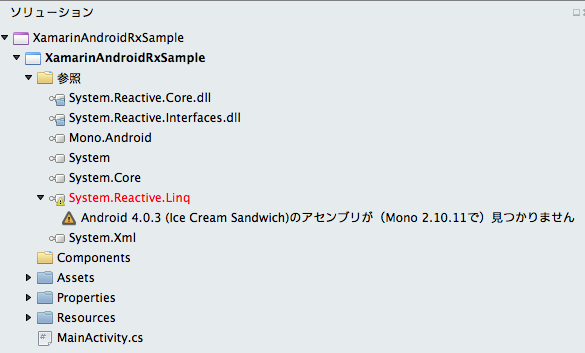 ソリューション
XamarinAndroidRxSample
XamarinAndroidRxSample
参照
System.Reactive.Core.dll
System.Reactive.Interfaces.dll
Mono.Android
System
System.Core
System.Reactive.Linq
Android 4.0.3 (Ice Cream Sandwich)のアセンブリが（Mono 2.10.11で）見つかりません
System.Xml
Components
Assets
Properties
Resources
MainActivity.cs